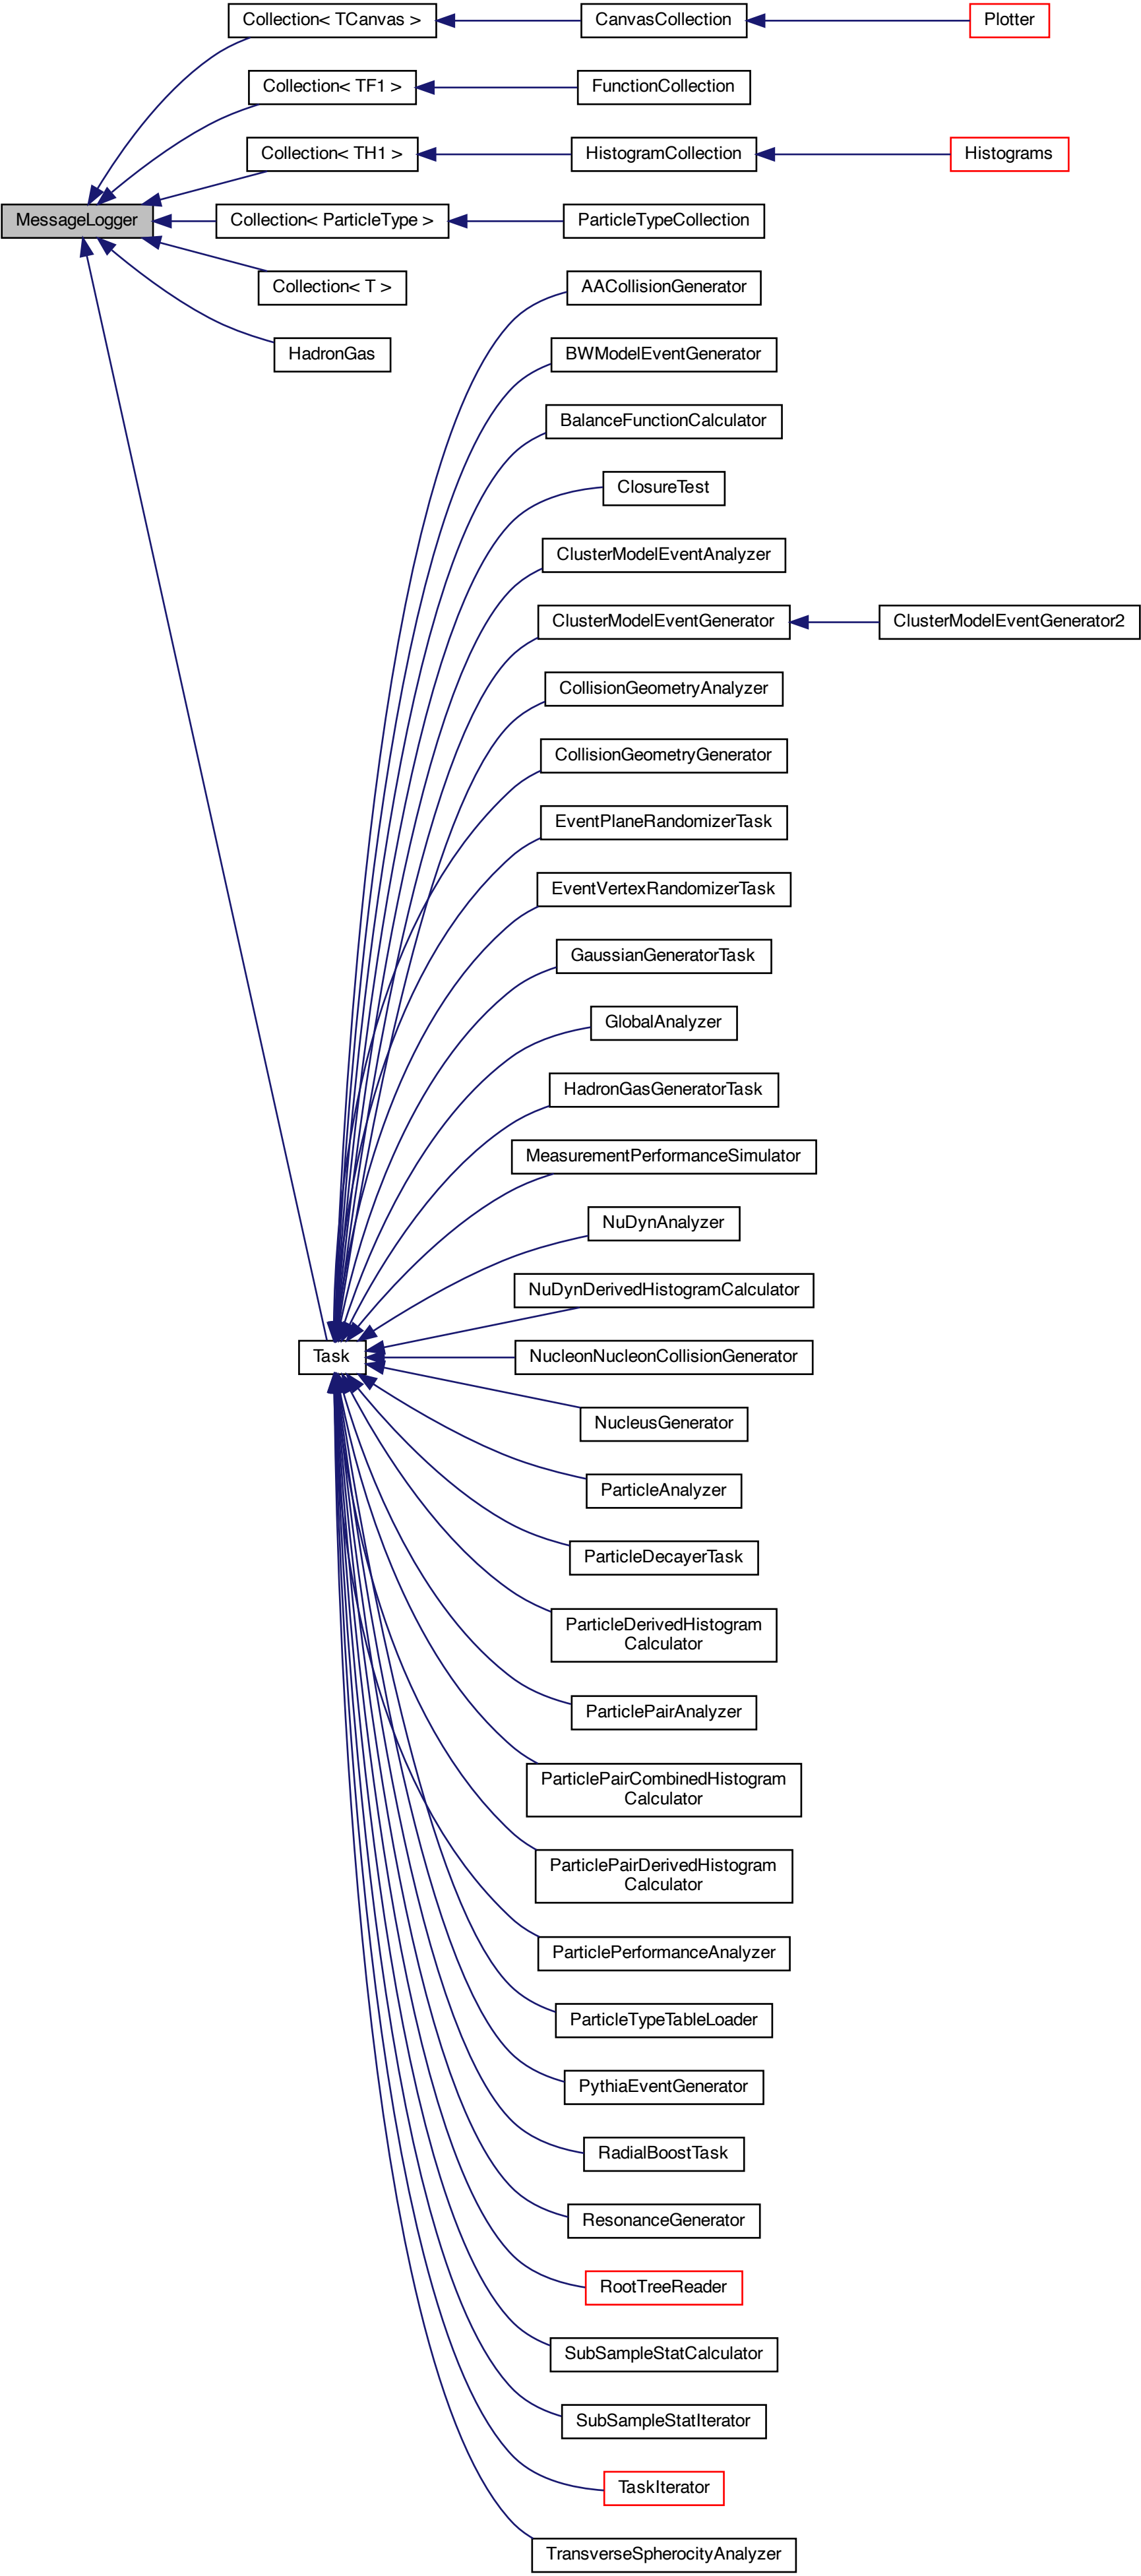 Collection< TCanvas >
CanvasCollection
Plotter
Collection< TF1 >
FunctionCollection
Collection< TH1 >
HistogramCollection
Histograms
MessageLogger
Collection< ParticleType >
ParticleTypeCollection
Collection< T >
AACollisionGenerator
HadronGas
BWModelEventGenerator
BalanceFunctionCalculator
ClosureTest
ClusterModelEventAnalyzer
ClusterModelEventGenerator
ClusterModelEventGenerator2
CollisionGeometryAnalyzer
CollisionGeometryGenerator
EventPlaneRandomizerTask
EventVertexRandomizerTask
GaussianGeneratorTask
GlobalAnalyzer
HadronGasGeneratorTask
MeasurementPerformanceSimulator
NuDynAnalyzer
NuDynDerivedHistogramCalculator
Task
NucleonNucleonCollisionGenerator
NucleusGenerator
ParticleAnalyzer
ParticleDecayerTask
ParticleDerivedHistogram
Calculator
ParticlePairAnalyzer
ParticlePairCombinedHistogram
Calculator
ParticlePairDerivedHistogram
Calculator
ParticlePerformanceAnalyzer
ParticleTypeTableLoader
PythiaEventGenerator
RadialBoostTask
ResonanceGenerator
RootTreeReader
SubSampleStatCalculator
SubSampleStatIterator
TaskIterator
TransverseSpherocityAnalyzer